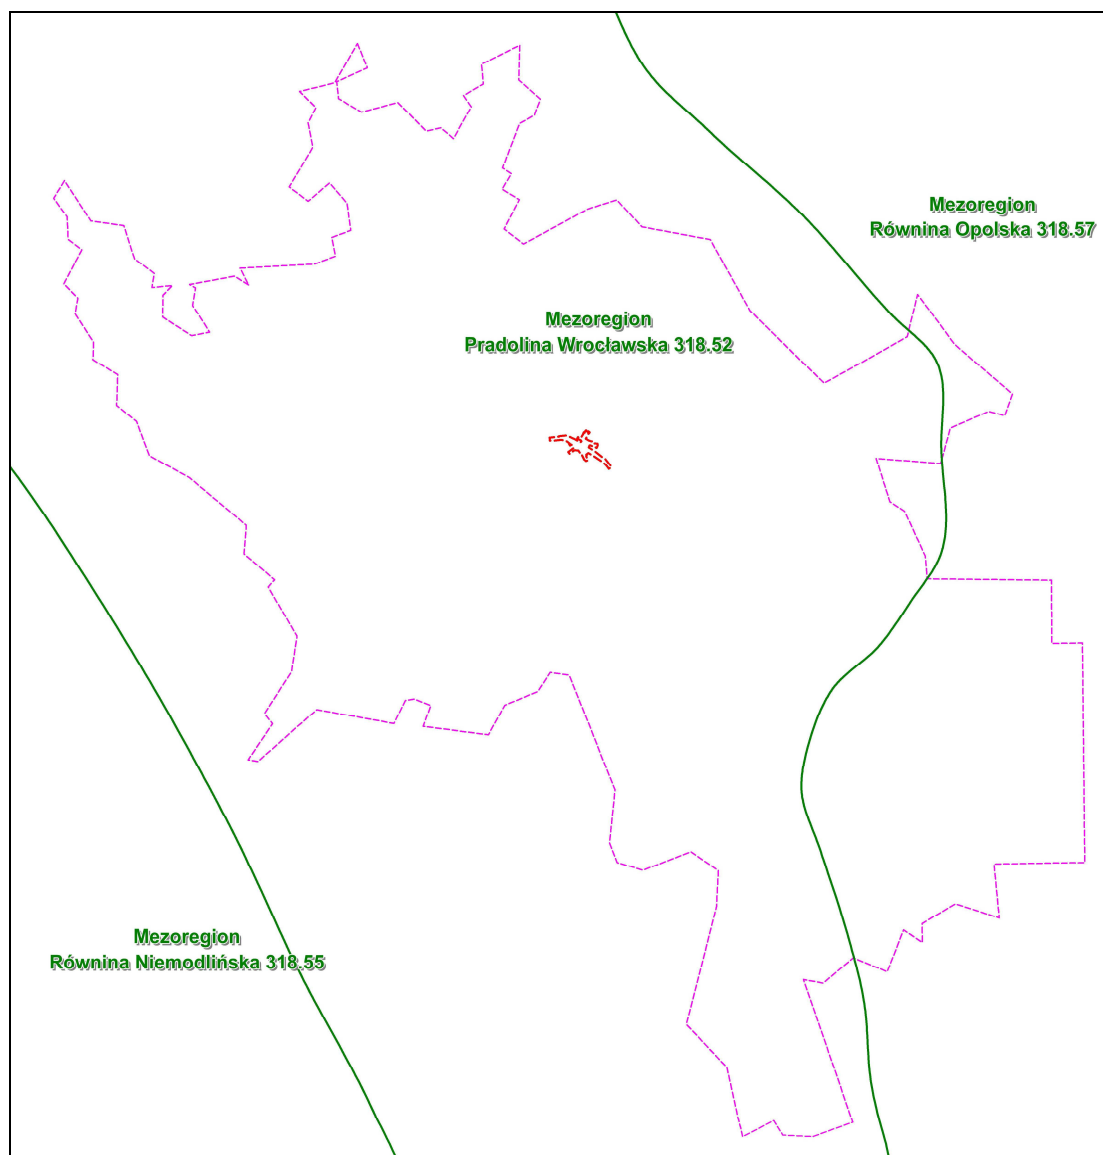 Mezoregion
Równina Opolska 318.57
Mezoregion
Pradolina Wrocławska 318.52
Mezoregion
Równina Niemodlińska 318.55